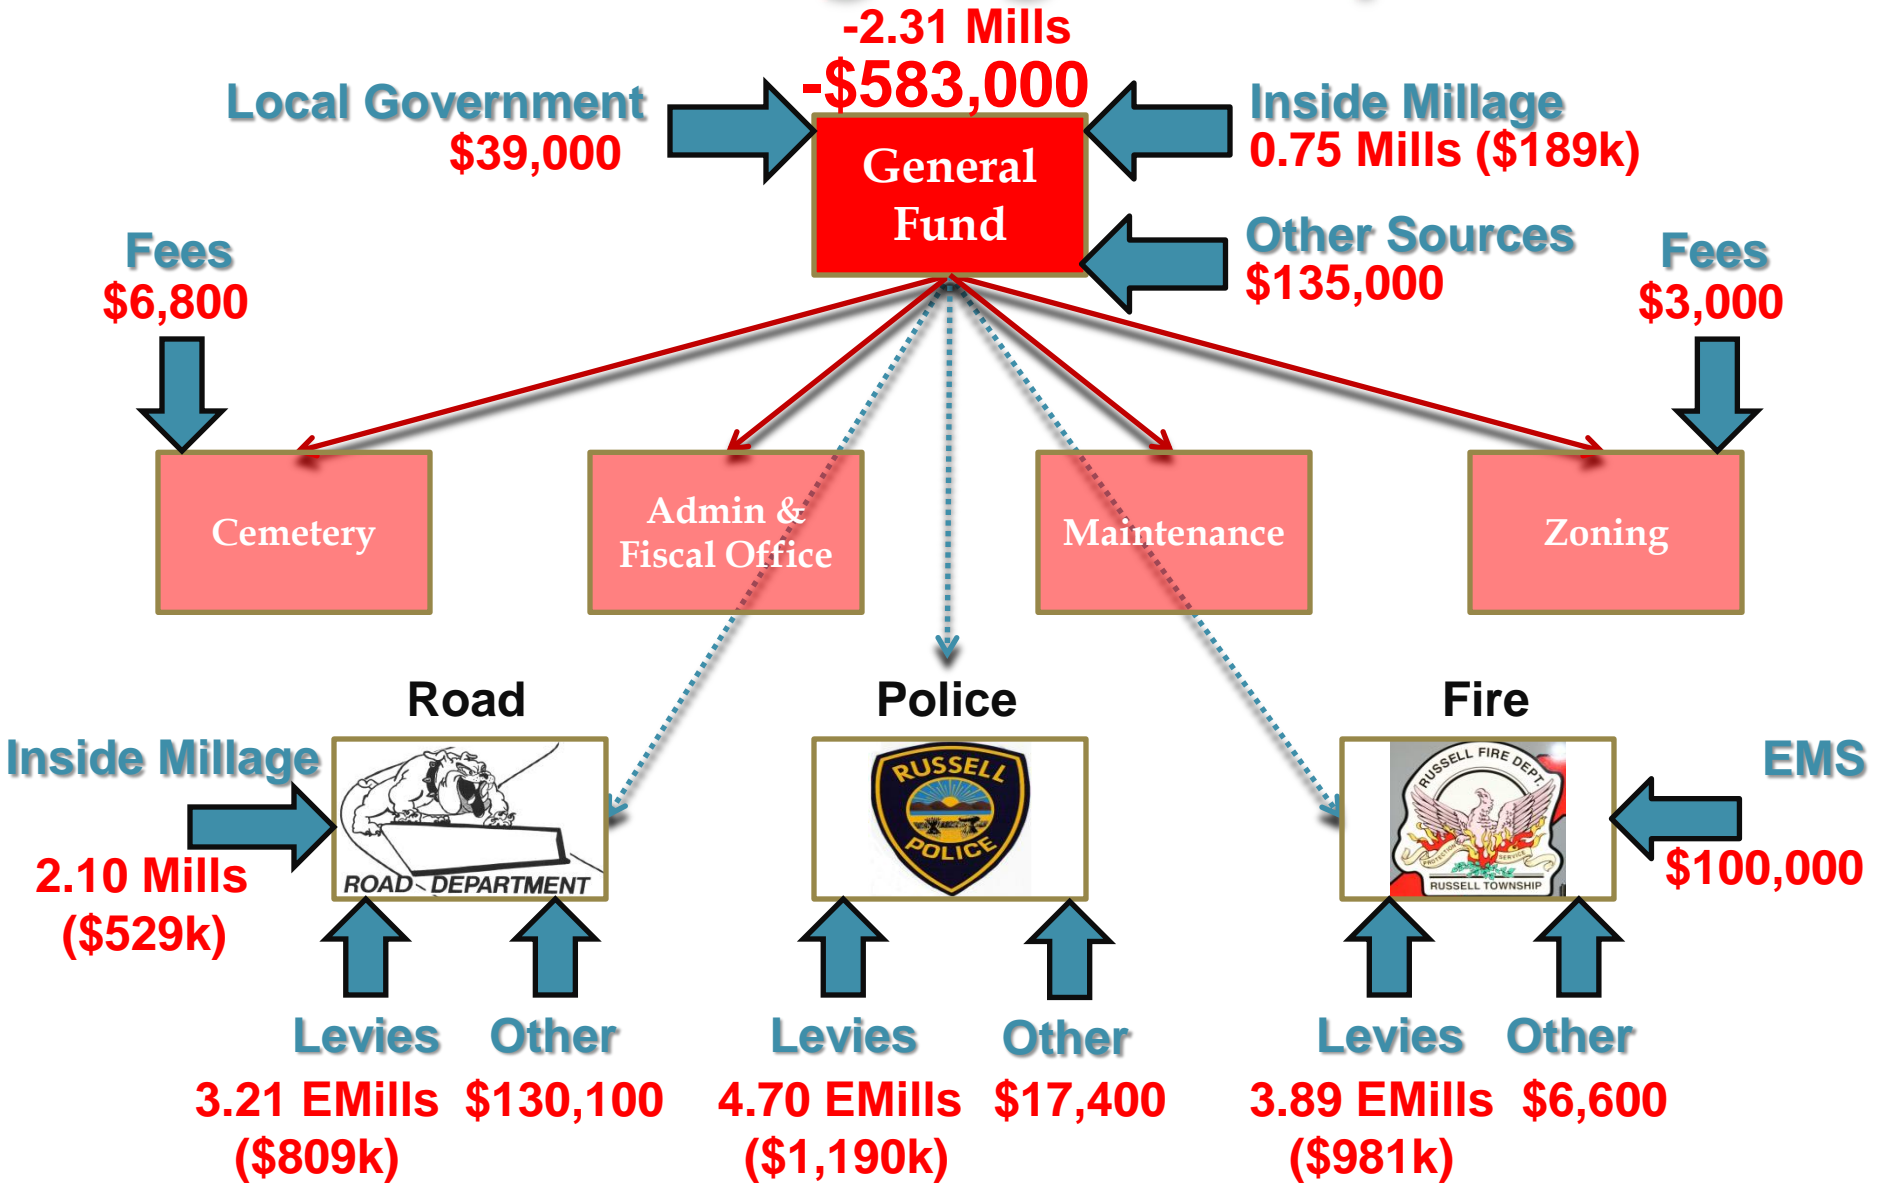 -2.31 Mills
-$583,000
Local Government
$39,000
Inside Millage
0.75 Mills ($189k)
General
Fund
Other Sources
$135,000
Fees
$6,800
Fees
$3,000
Cemetery
Admin &
Fiscal Office
Maintenance
Zoning
Road
Police
Fire
Inside Millage
2.10 Mills
($529k)
ROAD DEPARTMENT
RUSSELL
POLICE
RUSSELL FIRE DEPT.
PROTECTION
SERVICE
RUSSELL TOWNSHIP
EMS
$100,000
Levies
3.21 EMills
($809k)
Other
$130,100
Levies
4.70 EMills
($1,190k)
Other
$17,400
Levies
3.89 EMills
($981k)
Other
$6,600